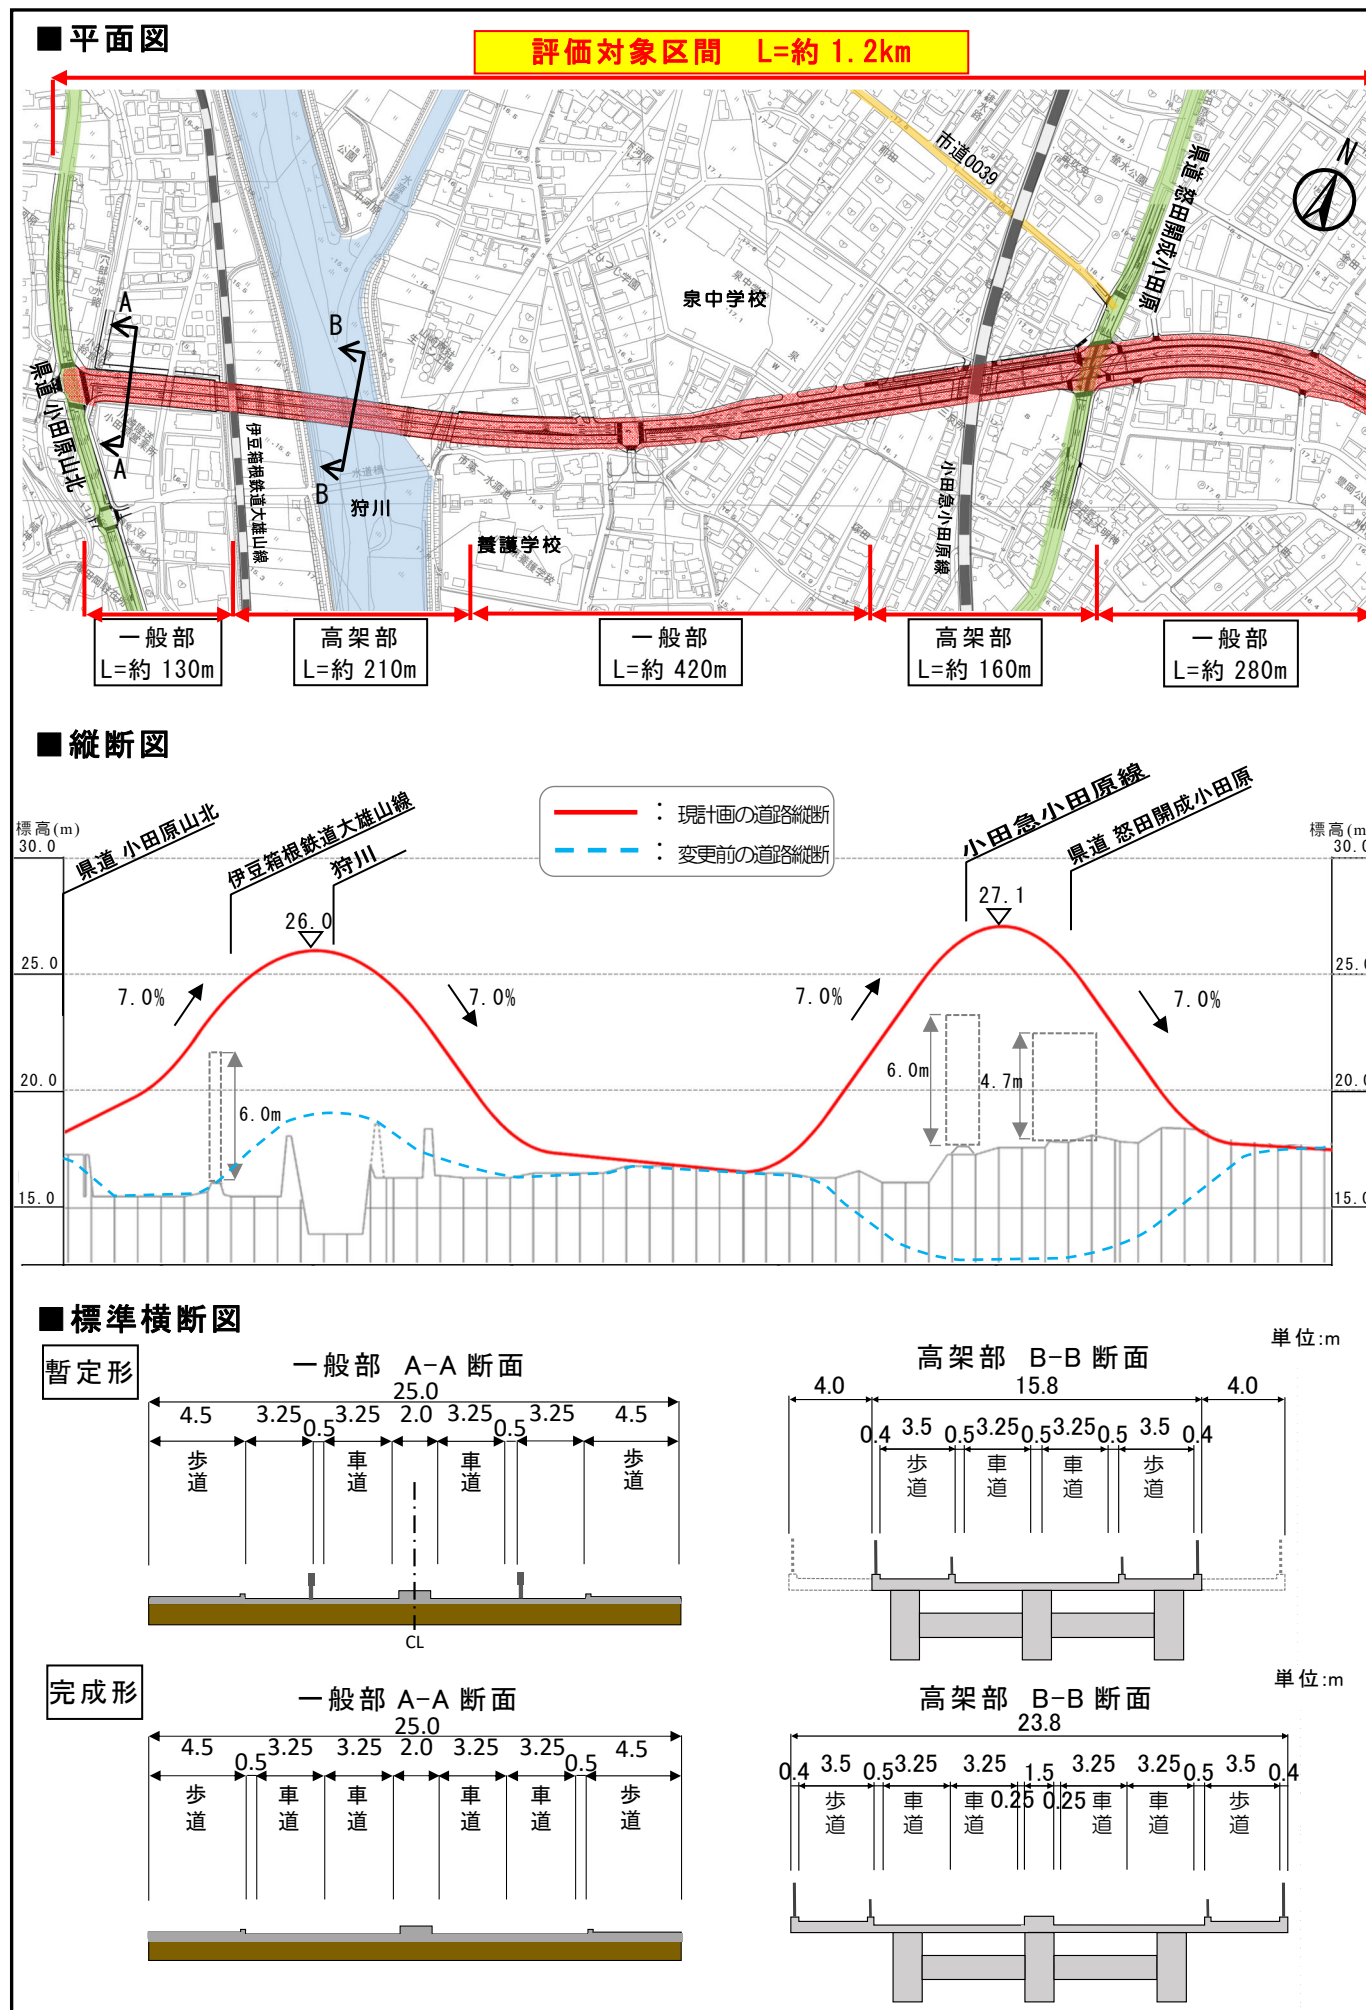 ■平面図
評価対象区間 L=約 1.2km
市道0039
県道 怒田開成小田原
N
公園
泉中学校
A
A
B
B
県道 小田原山北
伊豆箱根鉄道大雄山線
水道橋
狩川
養護学校
小田急小田原線
一般部
L=約 130m
高架部
L=約 210m
一般部
L=約 420m
高架部
L=約 160m
一般部
L=約 280m
■縦断図
県道 小田原山北
伊豆箱根鉄道大雄山線
狩川
: 現計画の道路縦断
: 変更前の道路縦断
小田急小田原線
県道 怒田開成小田原
標高(m)
30.0
25.0
20.0
15.0
標高(m
30.0
25.0
20.0
15.0
26.0
27.1
7.0%
7.0%
7.0%
7.0%
6.0m
6.0m
4.7m
■標準横断図
単位:m
暫定形
一般部 A-A 断面
25.0
4.5 3.25 0.5 3.25 2.0 3.25 0.5 3.25 4.5
歩道 車道 車道 歩道
CL
高架部 B-B 断面
4.0 15.8 4.0
0.4 3.5 0.5 3.25 0.5 3.25 0.5 3.5 0.4
歩道 車道 車道 歩道
単位:m
完成形
一般部 A-A 断面
25.0
4.5 0.5 3.25 3.25 2.0 3.25 3.25 0.5 4.5
歩道 車道 車道 車道 車道 歩道
高架部 B-B 断面
23.8
0.4 3.5 0.5 3.25 3.25 0.25 1.5 0.25 3.25 3.25 0.5 3.5 0.4
歩道 車道 車道 車道 車道 歩道